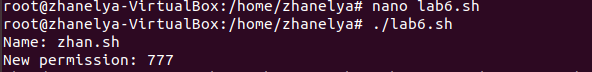 root@zhanelya-VirtualBox:/home/zhanelya# nano lab6.sh
root@zhanelya-VirtualBox:/home/zhanelya# ./lab6.sh
Name: zhan.sh
New permission: 777